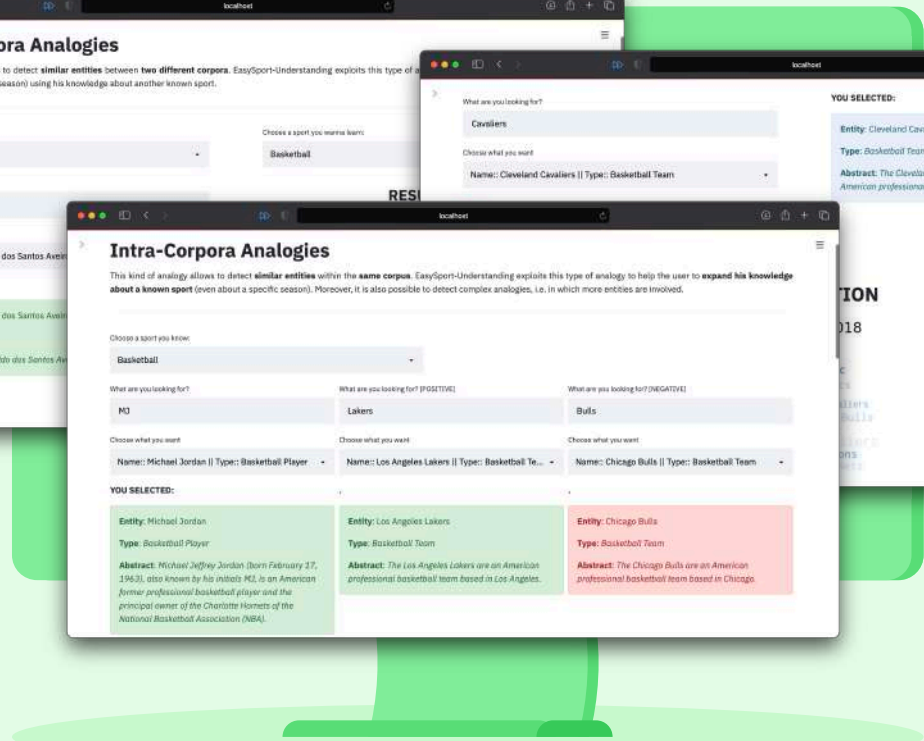 localhost
ora Analogies
to detect similar entities between two different corpora. EasySport-Understanding exploits this type of a
season) using his knowledge about another known sport.
Choose a sport you wanna learn:
Basketball
RESU
dos Santos Aveir
dos Santos Aveir
do dos Santos Av
localhost
What are you looking for?
Cavaliers
Choose what you want
Name:: Cleveland Cavaliers || Type:: Basketball Team
YOU SELECTED:
Entity: Cleveland Cava
Type: Basketball Team
Abstract: The Clevela
American professiona
TION
018
localhost
Intra-Corpora Analogies
This kind of analogy allows to detect similar entities within the same corpus. EasySport-Understanding exploits this type of analogy to help the user to expand his knowledge
about a known sport (even about a specific season). Moreover, it is also possible to detect complex analogies, i.e. in which more entities are involved.
Choose a sport you know:
Basketball
What are you looking for? What are you looking for? [POSITIVE] What are you looking for? [NEGATIVE]
MJ Lakers Bulls
Choose what you want Choose what you want Choose what you want
Name:: Michael Jordan || Type:: Basketball Player Name:: Los Angeles Lakers || Type:: Basketball Te... Name:: Chicago Bulls || Type:: Basketball Team
YOU SELECTED: . .
Entity: Michael Jordan
Type: Basketball Player
Abstract: Michael Jeffrey Jordan (born February 17,
1963), also known by his initials MJ, is an American
former professional basketball player and the
principal owner of the Charlotte Hornets of the
National Basketball Association (NBA).
Entity: Los Angeles Lakers
Type: Basketball Team
Abstract: The Los Angeles Lakers are an American
professional basketball team based in Los Angeles.
Entity: Chicago Bulls
Type: Basketball Team
Abstract: The Chicago Bulls are an American
professional basketball team based in Chicago.